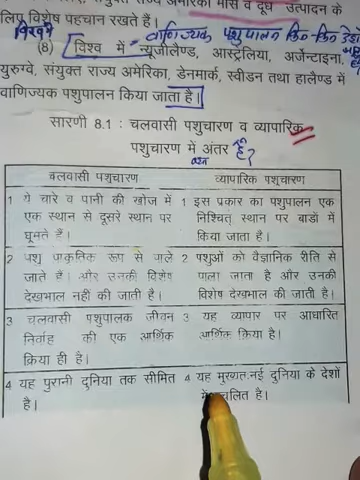 लिए विशेष पहचान रखते हैं।
विश्व में - वाणिज्यक पशुपालन किन-किन देशों
(8) विश्व में न्यूजीलैण्ड, आस्ट्रलिया, अर्जेन्टाइना,
युरुग्वे, संयुक्त राज्य अमेरिका, डेनमार्क, स्वीडन तथा हालैण्ड में
वाणिज्यक पशुपालन किया जाता है।
सारणी 8.1 : चलवासी पशुचारण व व्यापारिक
पशुचारण में अंतर है?
चलवासी पशुचारण
व्यापारिक पशुचारण
1 ये चारे व पानी की खोज में
एक स्थान से दूसरे स्थान पर
घूमते हैं।
1 इस प्रकार का पशुपालन एक
निश्चित् स्थान पर बाडों में
किया जाता है।
2 पशु प्राकृतिक रूप से पाले
जाते हैं। और उनकी विशेष
देखभाल नहीं की जाती है।
2 पशुओं को वैज्ञानिक रीति से
पाला जाता है और उनकी
विशेष देखभाल की जाती है।
3 चलवासी पशुपालक जीवन
निर्वाह की एक आर्थिक
क्रिया ही है।
3 यह व्यापार पर आधारित
आर्थिक क्रिया है।
4 यह पुरानी दुनिया तक सीमित
है।
4 यह मुख्यतः नई दुनिया के देशों
में प्रचलित है।